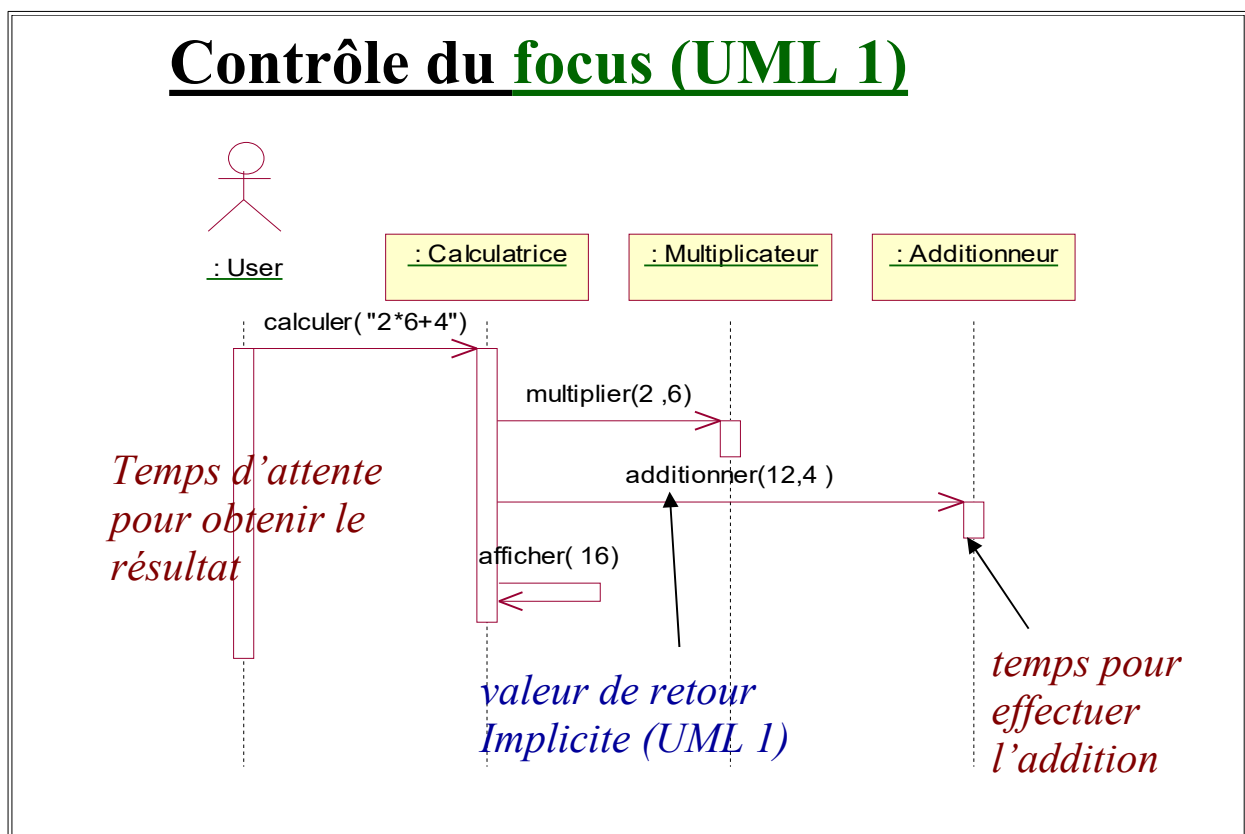 Contrôle du focus (UML 1)
: User
: Calculatrice
: Multiplicateur
: Additionneur
calculer( "2*6+4")
multiplier(2 ,6)
Temps d’attente
pour obtenir le
résultat
additionner(12,4 )
afficher( 16)
valeur de retour
Implicite (UML 1)
temps pour
effectuer
l’addition